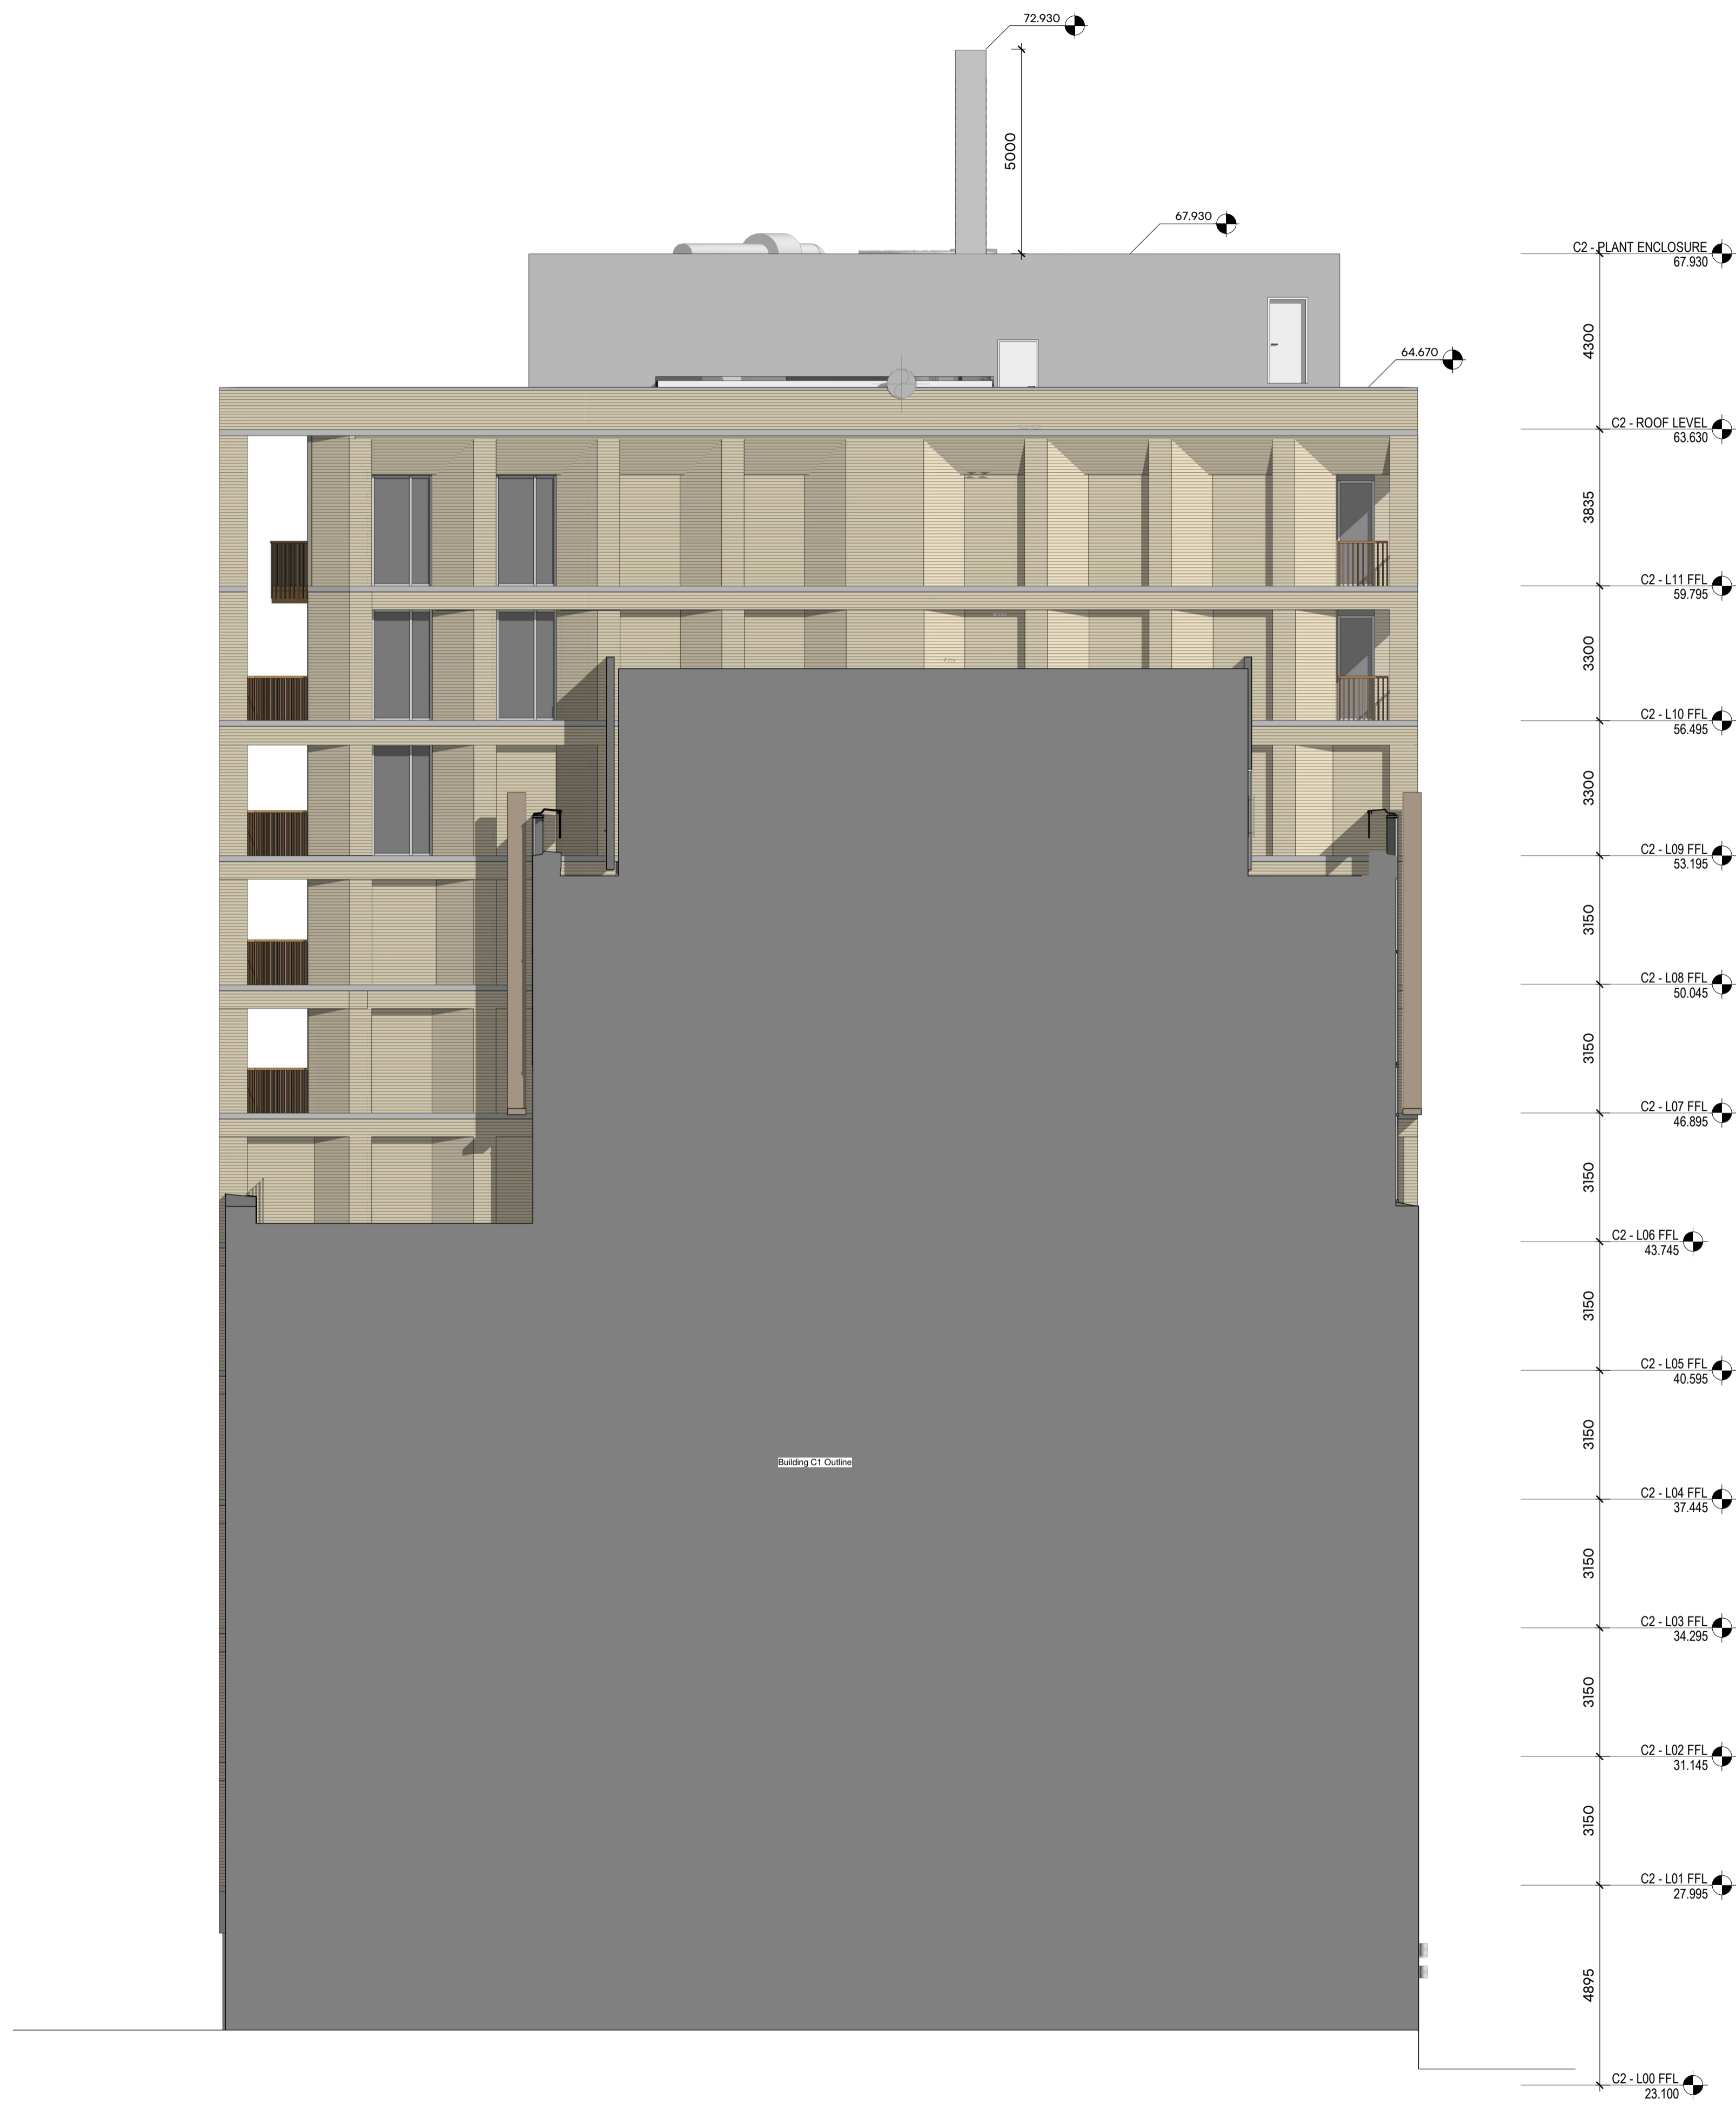 72.930
5000
67.930
C2 - PLANT ENCLOSURE
67.930
4300
64.670
C2 - ROOF LEVEL
63.630
3835
C2 - L11 FFL
59.795
3300
C2 - L10 FFL
56.495
3300
C2 - L09 FFL
53.195
3150
C2 - L08 FFL
50.045
3150
C2 - L07 FFL
46.895
3150
C2 - L06 FFL
43.745
3150
C2 - L05 FFL
40.595
3150
Building C1 Outline
C2 - L04 FFL
37.445
3150
C2 - L03 FFL
34.295
3150
C2 - L02 FFL
31.145
3150
C2 - L01 FFL
27.995
4895
C2 - L00 FFL
23.100